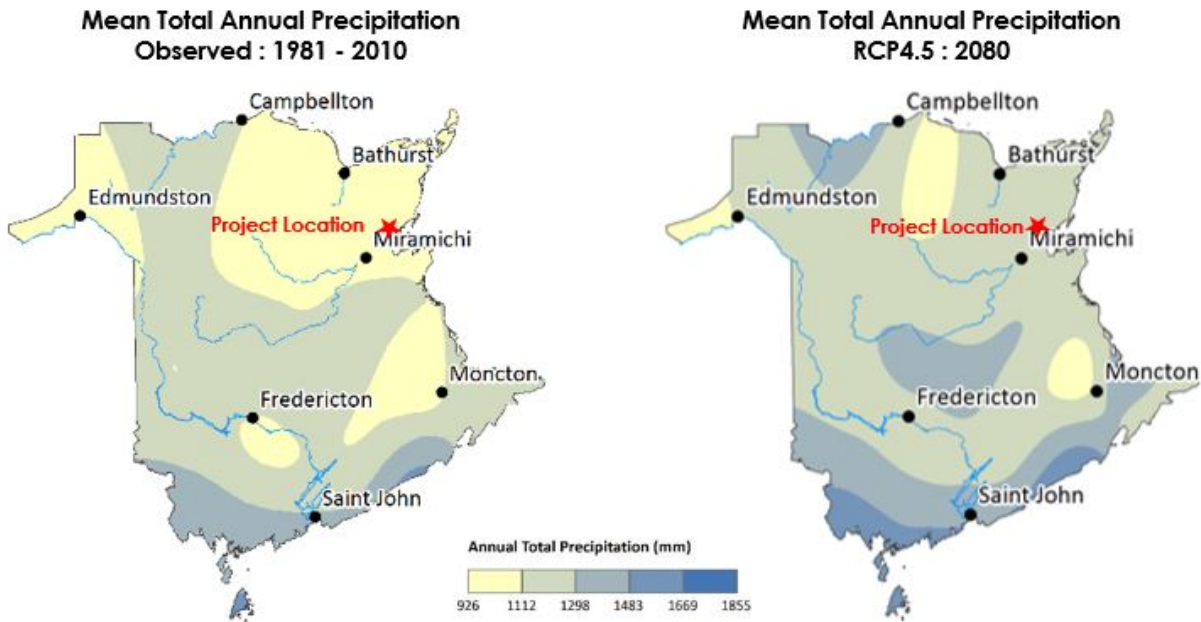 Mean Total Annual Precipitation
Observed : 1981 - 2010
Campbellton
Bathurst
Edmundston
Project Location
Miramichi
Moncton
Fredericton
Saint John
Mean Total Annual Precipitation
RCP4.5 : 2080
Campbellton
Bathurst
Edmundston
Project Location
Miramichi
Moncton
Fredericton
Saint John
Annual Total Precipitation (mm)
926 1112 1298 1483 1669 1855